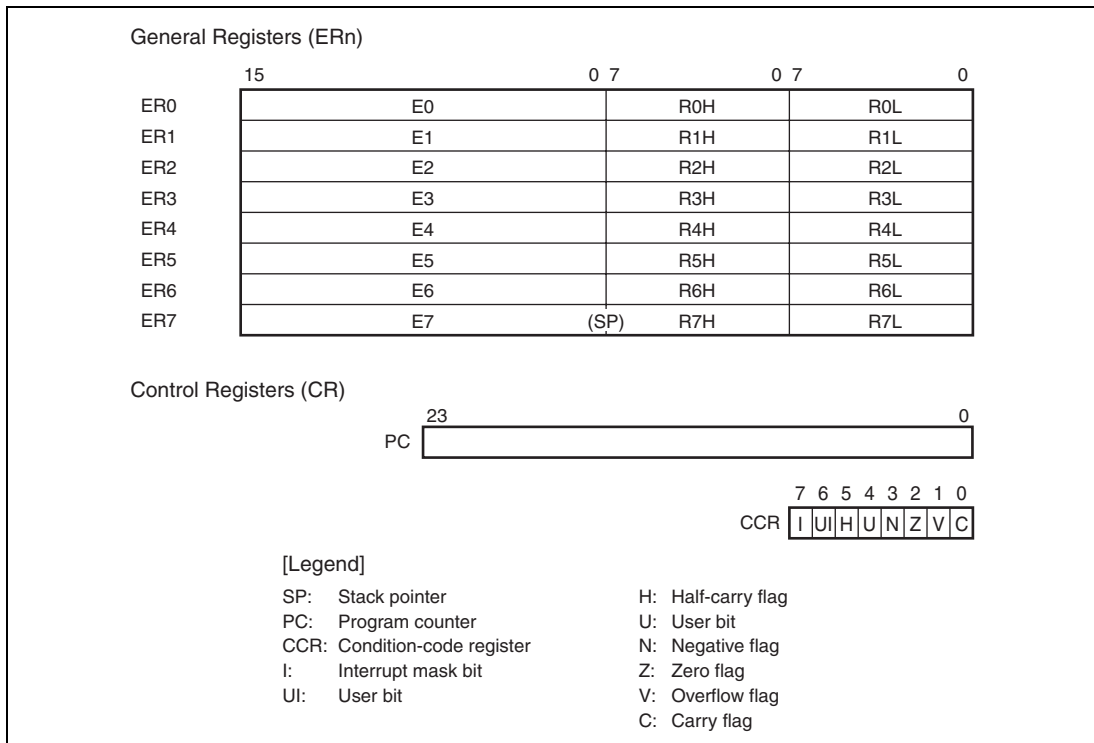 General Registers (ERn)
15 0 7 0 7 0
ER0 E0 R0H R0L
ER1 E1 R1H R1L
ER2 E2 R2H R2L
ER3 E3 R3H R3L
ER4 E4 R4H R4L
ER5 E5 R5H R5L
ER6 E6 R6H R6L
ER7 E7 (SP) R7H R7L
Control Registers (CR)
23 0
PC
7 6 5 4 3 2 1 0
CCR I UI H U N Z V C
[Legend]
SP: Stack pointer
PC: Program counter
CCR: Condition-code register
I: Interrupt mask bit
UI: User bit
H: Half-carry flag
U: User bit
N: Negative flag
Z: Zero flag
V: Overflow flag
C: Carry flag